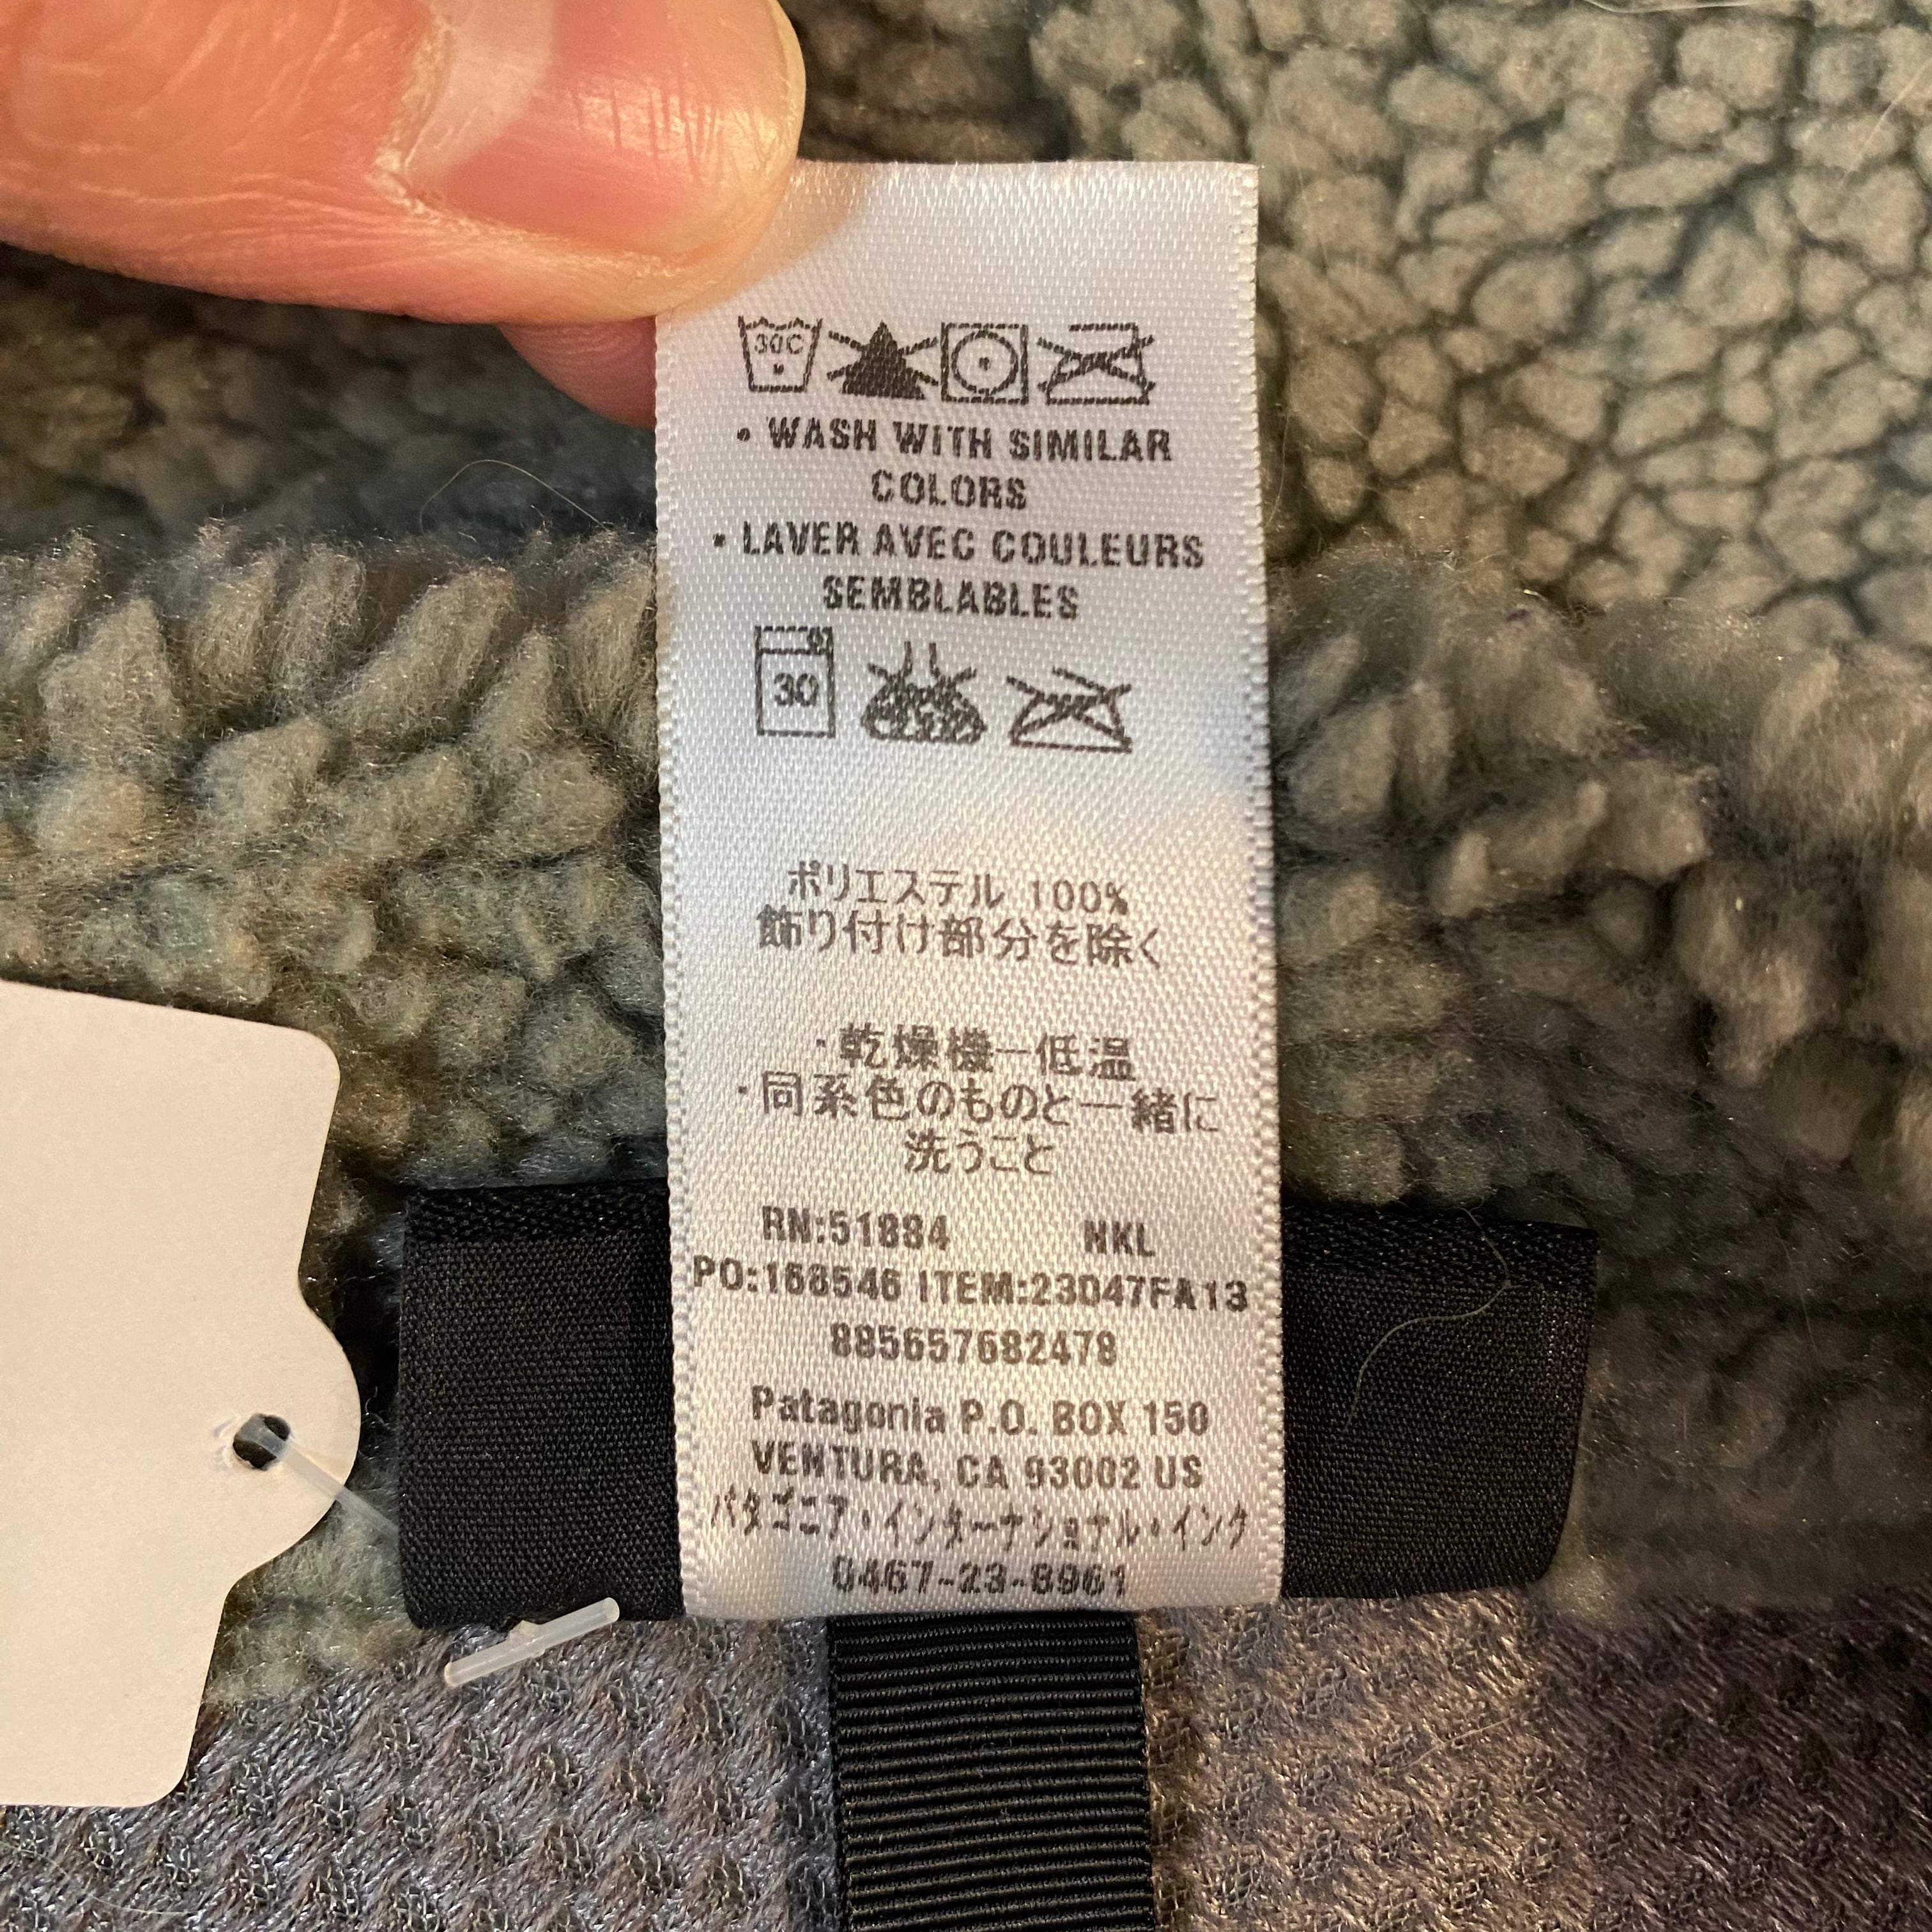 30C
• WASH WITH SIMILAR
COLORS
• LAVER AVEC COULEURS
SEMBLABLES
30
ポリエステル 100%
飾り付け部分を除く
・乾燥機ー低温
・同系色のものと一緒に
洗うこと
RN:51884 NKL
PO:168546 ITEM:23047FA13
885657682478
Patagonia P.O. BOX 150
VENTURA, CA 93002 US
パタゴニア・インターナショナル・インク
0467-23-8961